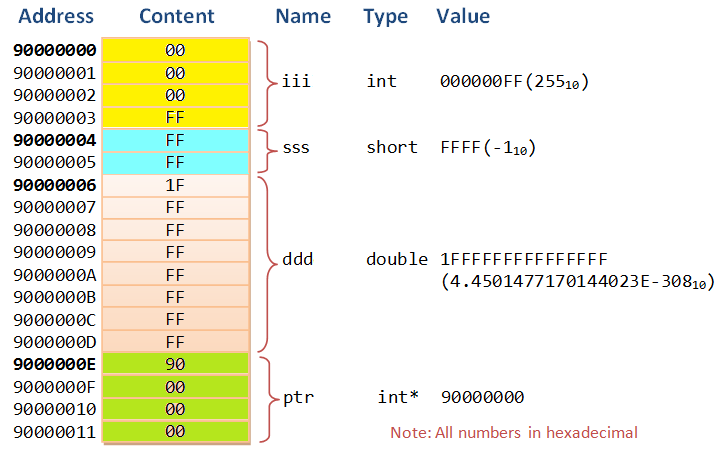 Address Content Name Type Value
90000000 00
90000001 00
90000002 00 iii int 000000FF(255₁₀)
90000003 FF
90000004 FF
90000005 FF sss short FFFF(-1₁₀)
90000006 1F
90000007 FF
90000008 FF
90000009 FF ddd double 1FFFFFFFFFFFFFFF
9000000A FF (4.4501477170144023E-308₁₀)
9000000B FF
9000000C FF
9000000D FF
9000000E 90
9000000F 00 ptr int* 90000000
90000010 00
90000011 00 Note: All numbers in hexadecimal